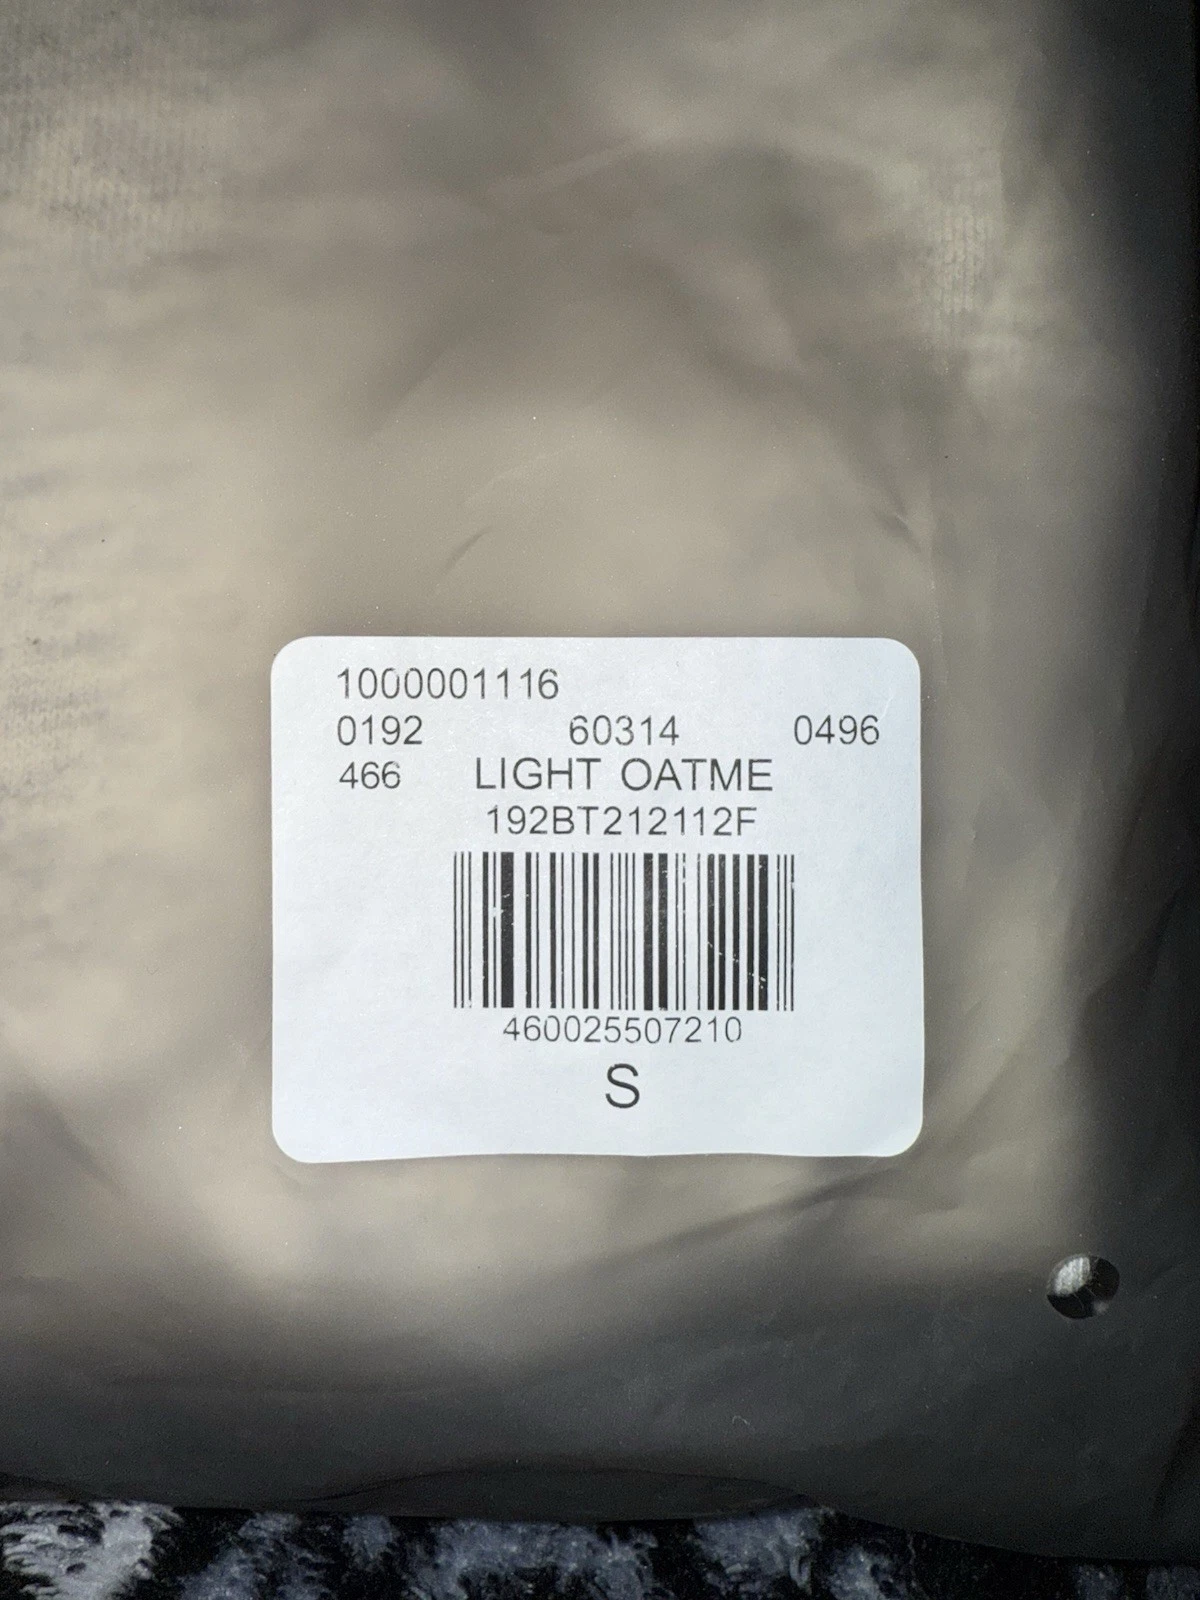 1000001116
0192 60314 0496
466 LIGHT OATME
192BT212112F
460025507210
S